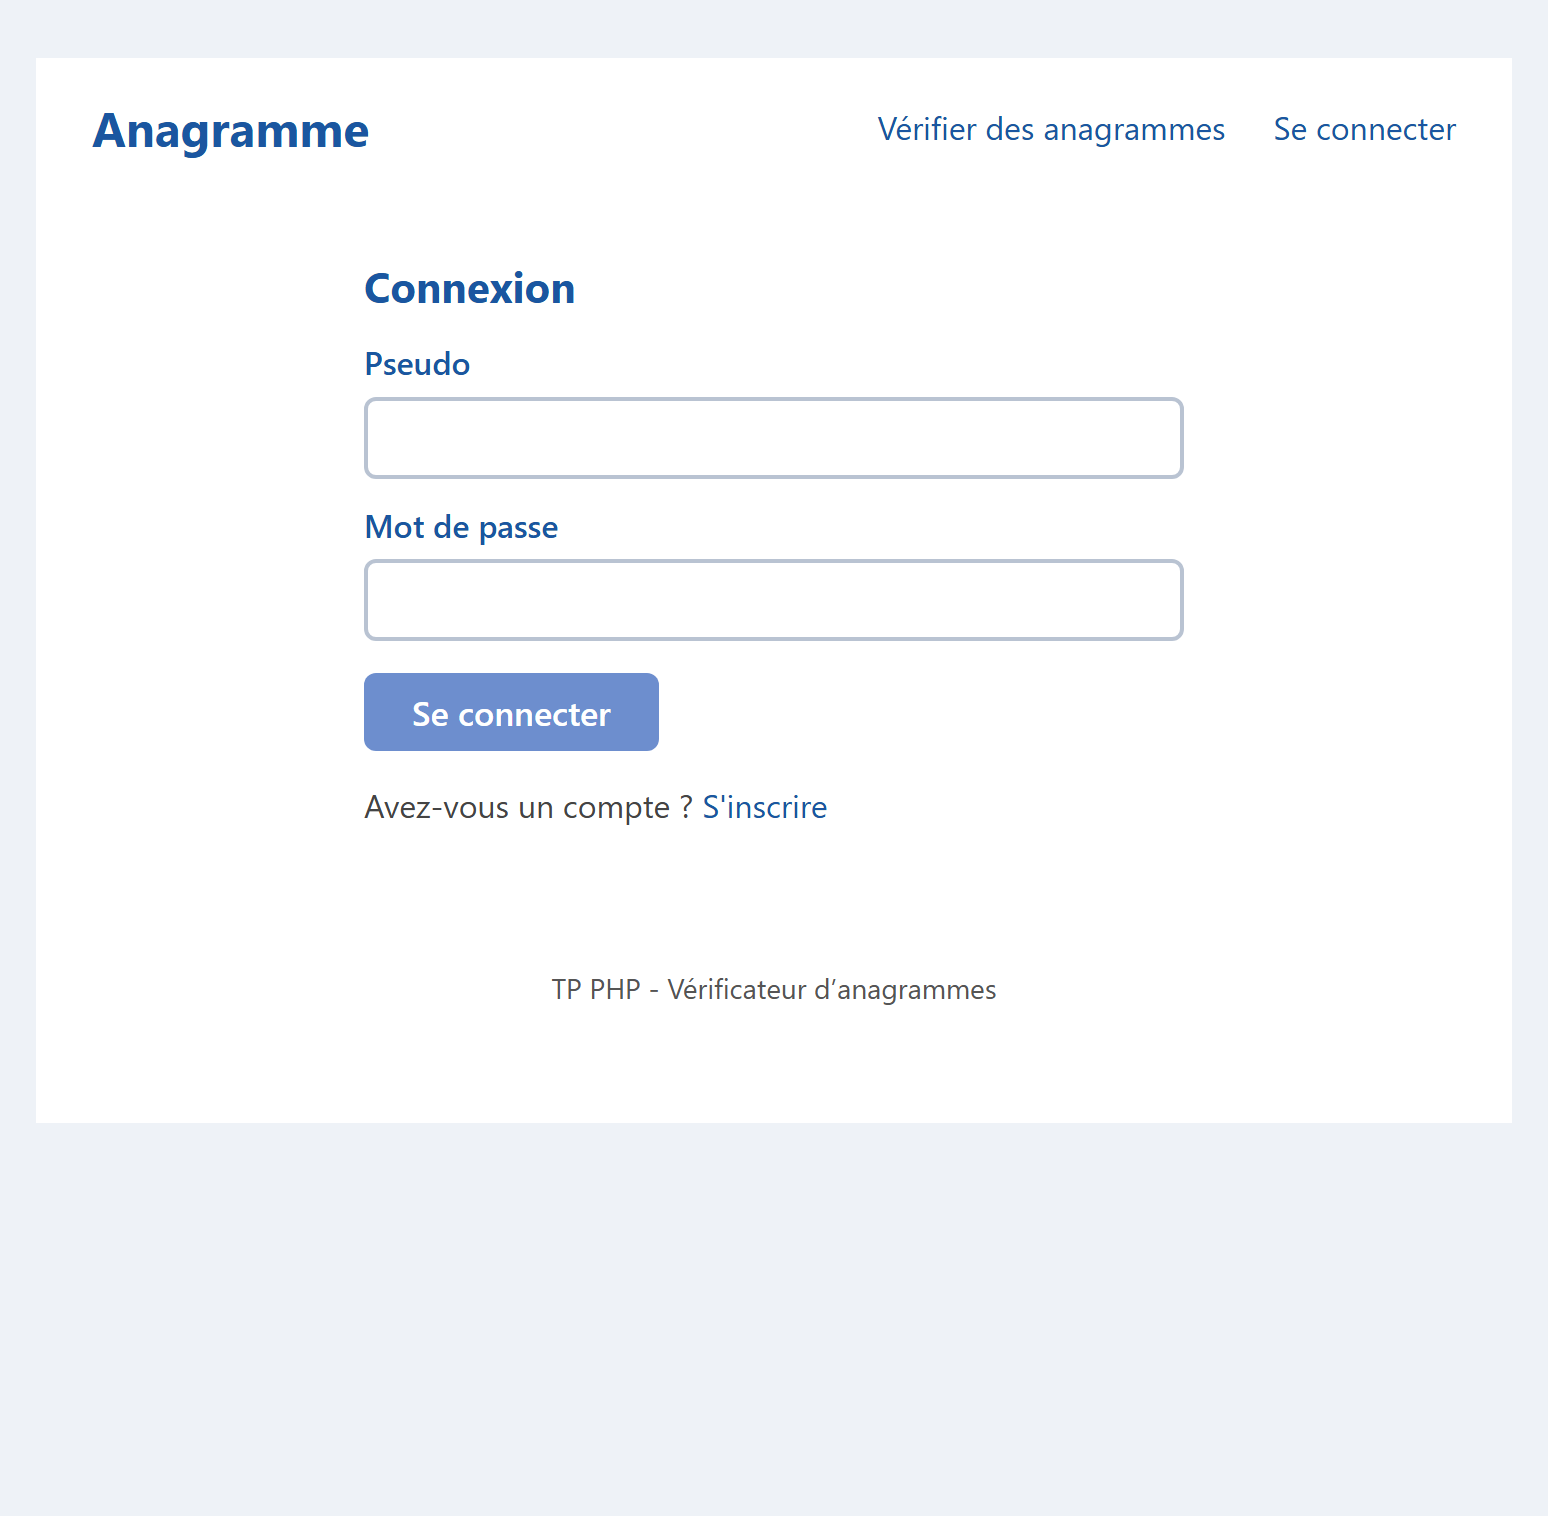 Anagramme
Vérifier des anagrammes Se connecter
Connexion
Pseudo
Mot de passe
Se connecter
Avez-vous un compte ? S'inscrire
TP PHP - Vérificateur d’anagrammes